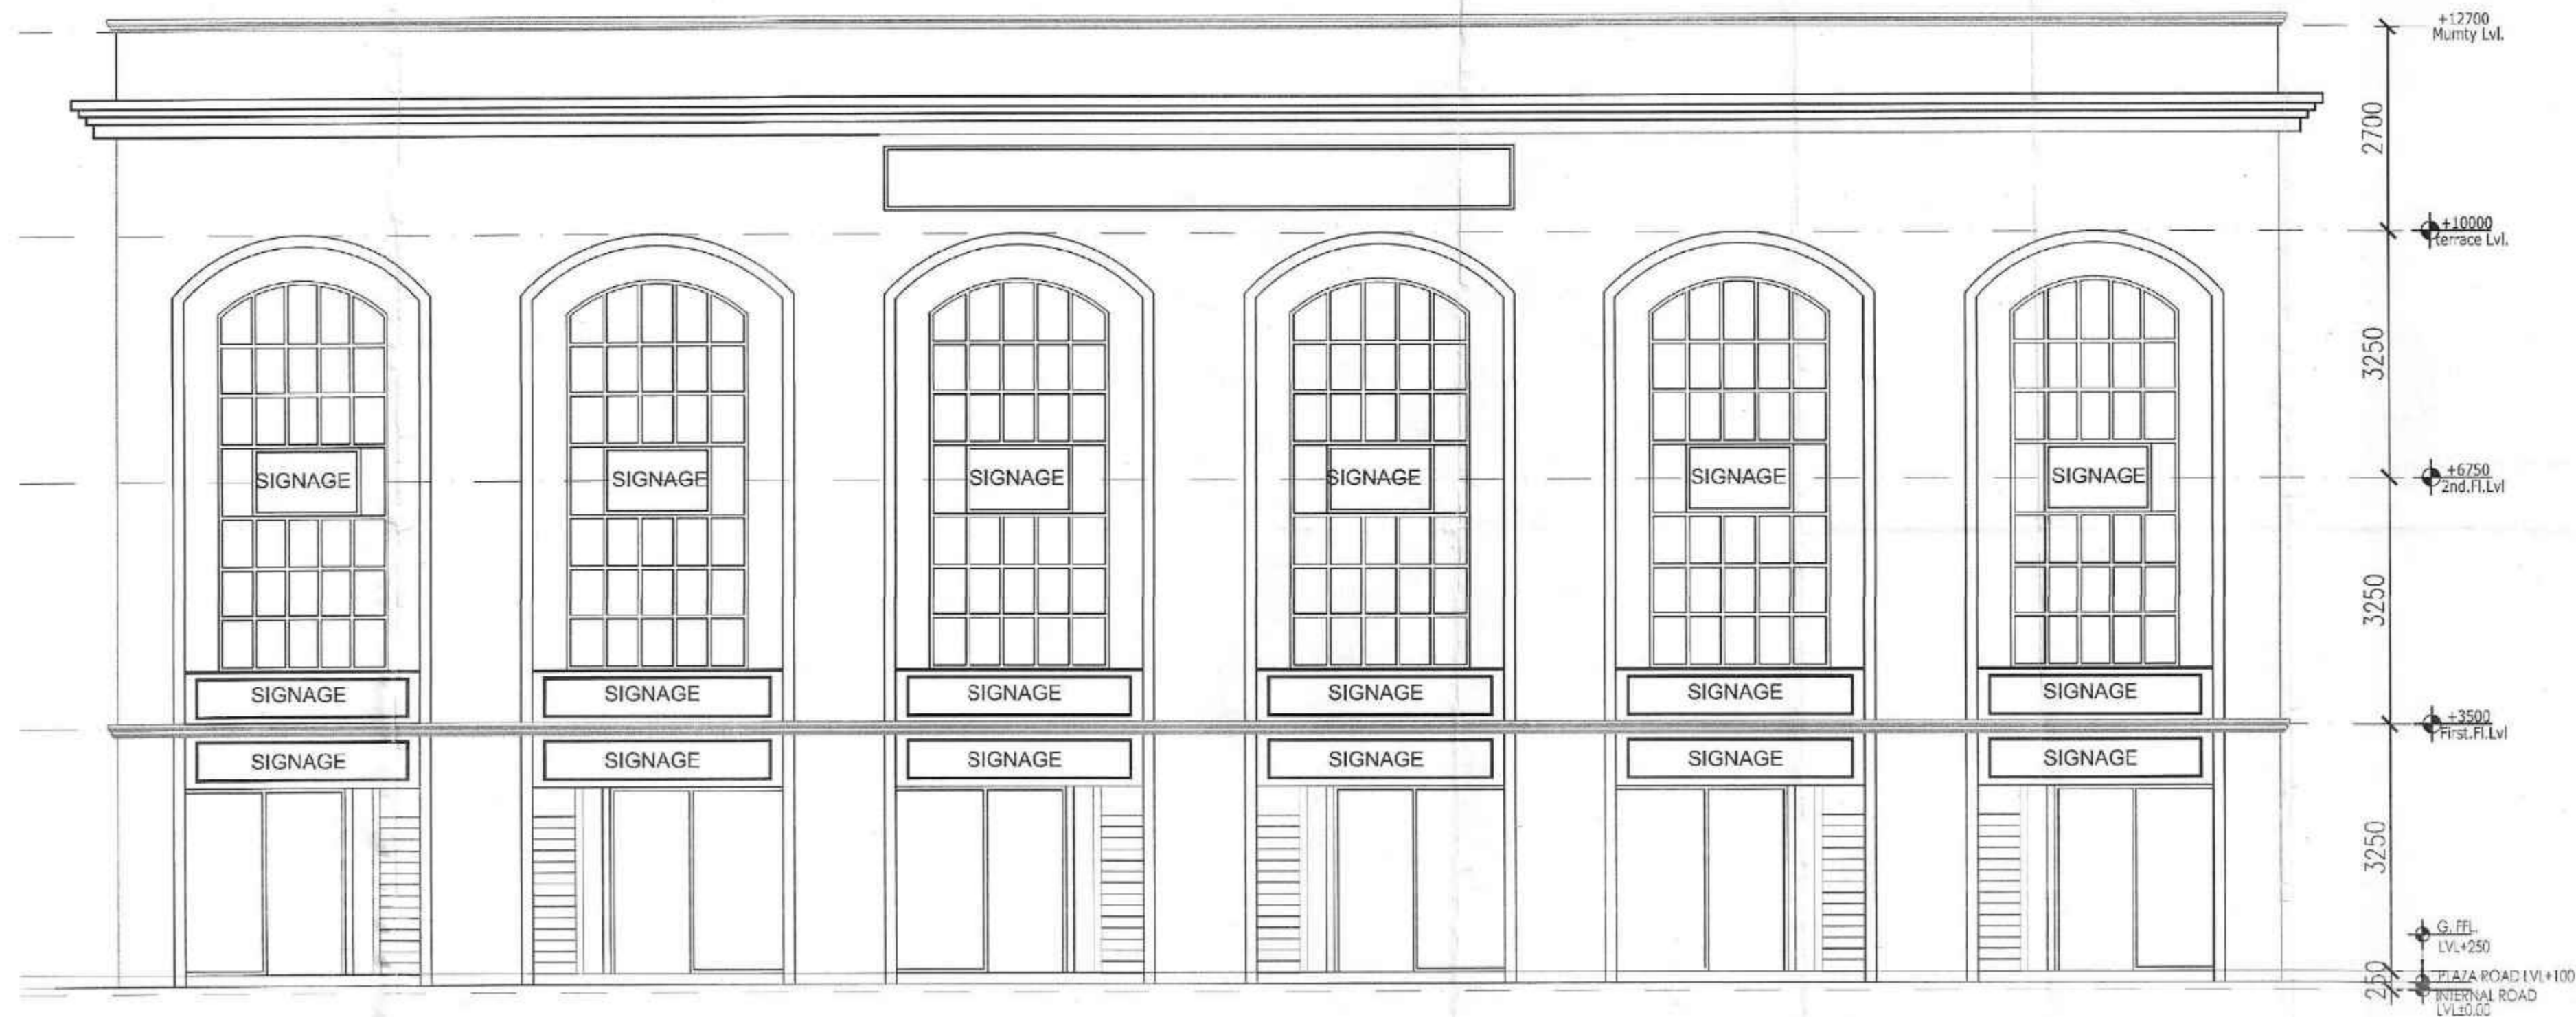 +12700
Mumty Lvl.
2700
+10000
terrace Lvl.
3250
SIGNAGE SIGNAGE SIGNAGE SIGNAGE SIGNAGE SIGNAGE
+6750
2nd.Fl.Lvl
3250
SIGNAGE SIGNAGE SIGNAGE SIGNAGE SIGNAGE SIGNAGE
+3500
First.Fl.Lvl
SIGNAGE SIGNAGE SIGNAGE SIGNAGE SIGNAGE SIGNAGE
3250
G. FFL.
LVL+250
250
PLAZA ROAD LVL+100
INTERNAL ROAD
LVL±0.00